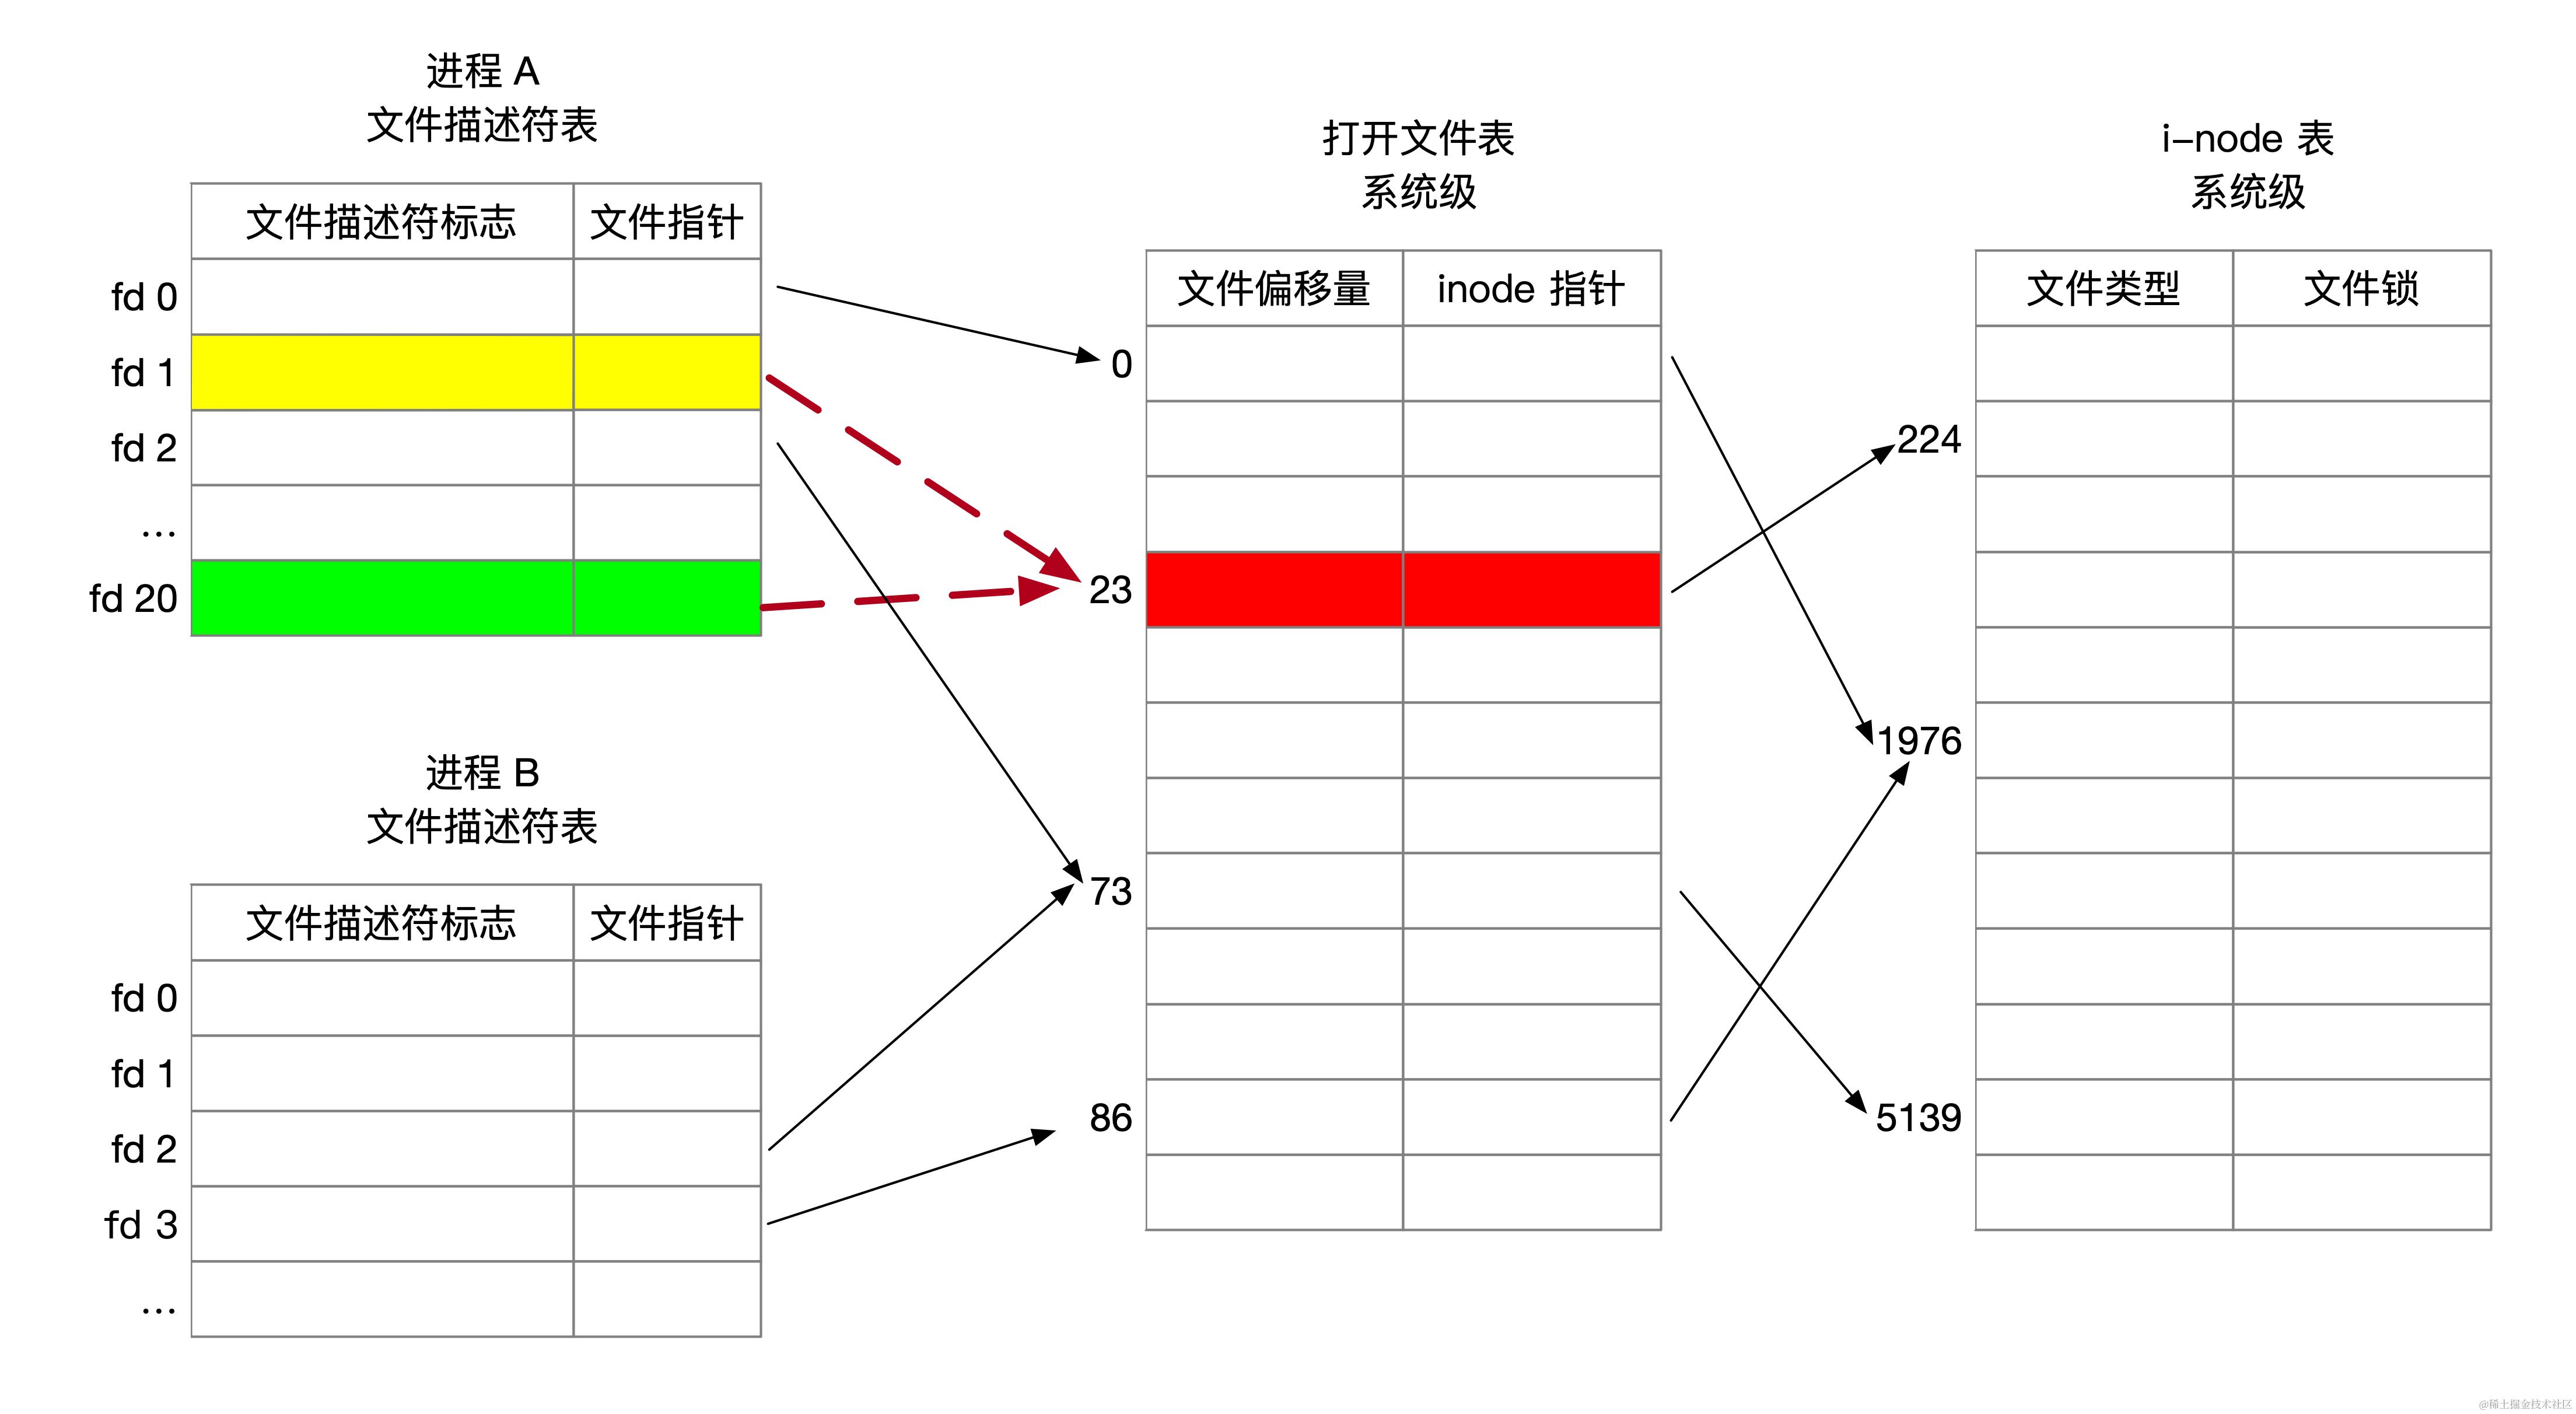 进程 A
文件描述符表
文件描述符标志 文件指针
fd 0
fd 1
fd 2
...
fd 20
进程 B
文件描述符表
文件描述符标志 文件指针
fd 0
fd 1
fd 2
fd 3
...
打开文件表
系统级
文件偏移量 inode 指针
0
23
73
86
i-node 表
系统级
文件类型 文件锁
224
1976
5139
@稀土掘金技术社区